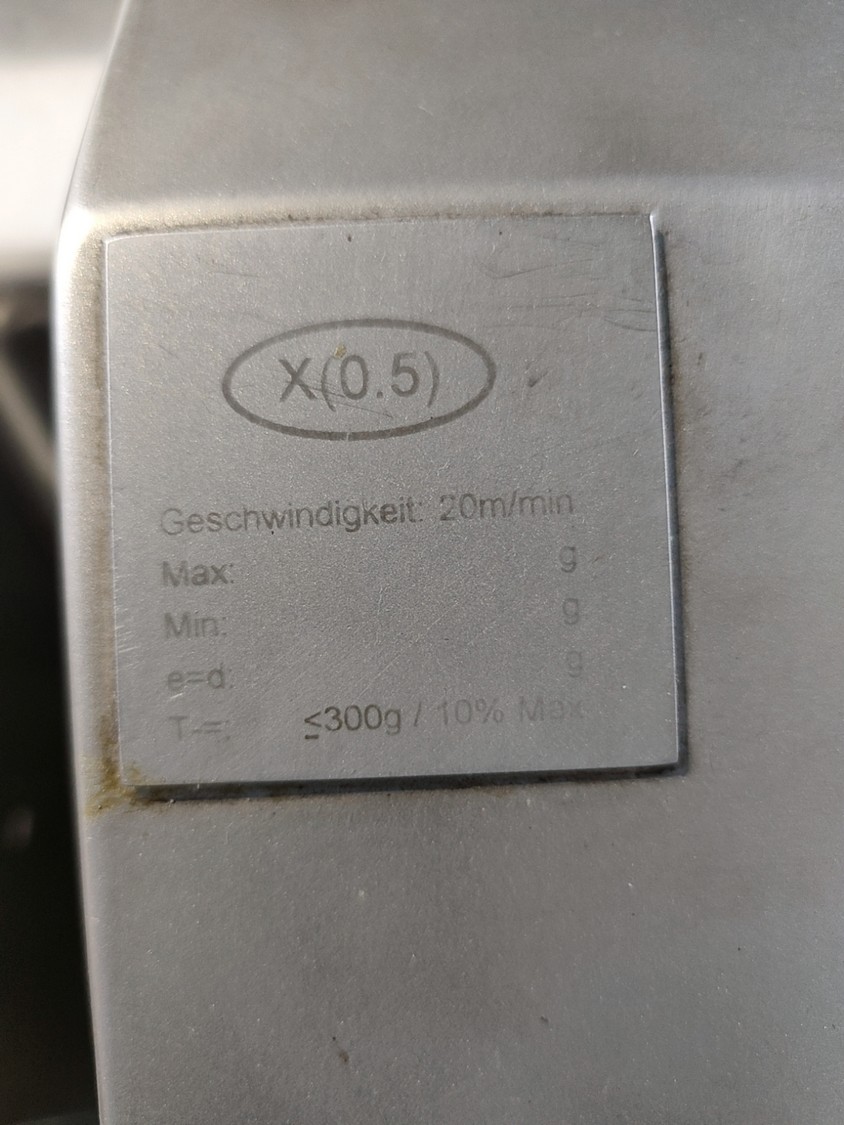 X(0.5)
Geschwindigkeit: 20m/min
Max: g
Min: g
e=d: g
T-=: ≤300g / 10% Max